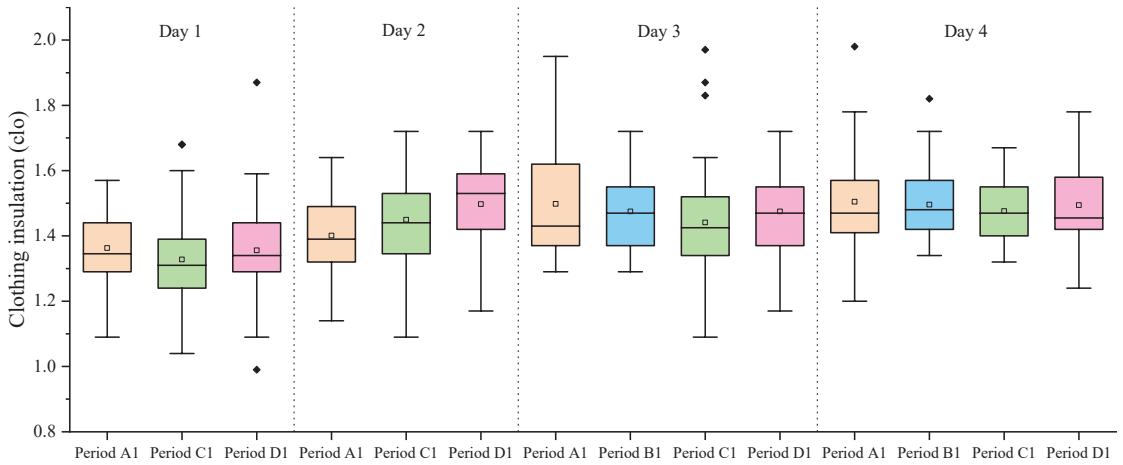 Day 1 Day 2 Day 3 Day 4
Clothing insulation (clo)
2.0
1.8
1.6
1.4
1.2
1.0
0.8
Period A1 Period C1 Period D1 Period A1 Period C1 Period D1 Period A1 Period B1 Period C1 Period D1 Period A1 Period B1 Period C1 Period D1